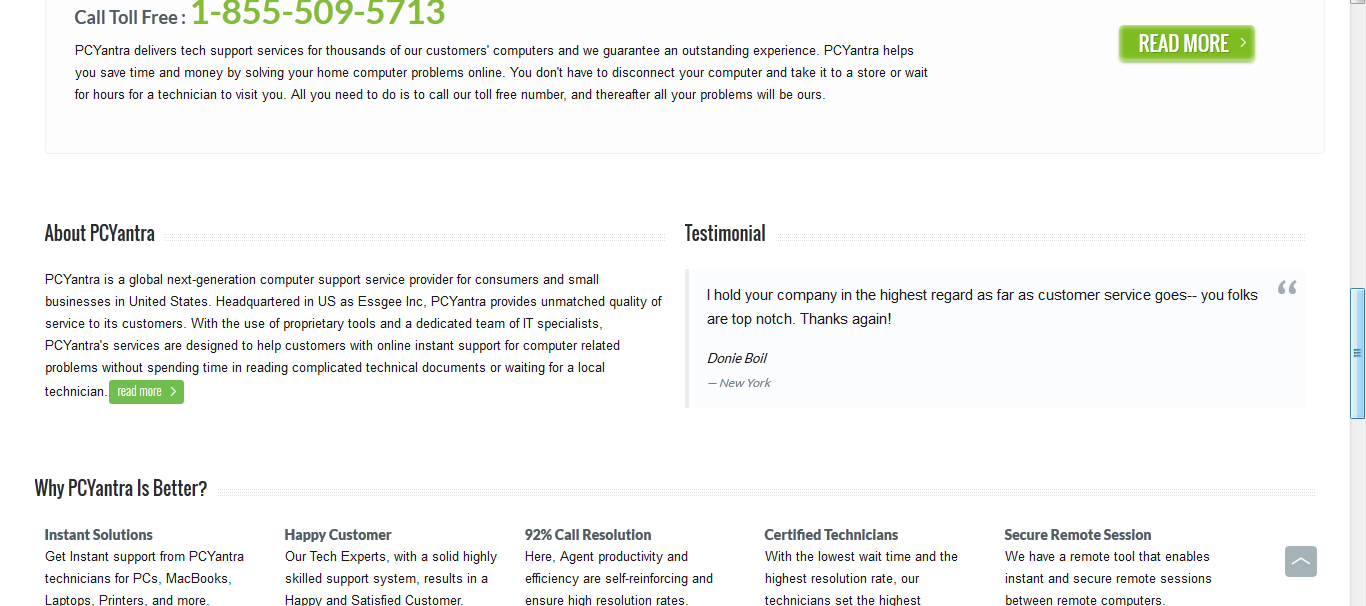 Call Toll Free : 1-855-509-5713
READ MORE
PCYantra delivers tech support services for thousands of our customers' computers and we guarantee an outstanding experience. PCYantra helps
you save time and money by solving your home computer problems online. You don't have to disconnect your computer and take it to a store or wait
for hours for a technician to visit you. All you need to do is to call our toll free number, and thereafter all your problems will be ours.
About PCYantra
PCYantra is a global next-generation computer support service provider for consumers and small
businesses in United States. Headquartered in US as Essgee Inc, PCYantra provides unmatched quality of
service to its customers. With the use of proprietary tools and a dedicated team of IT specialists,
PCYantra's services are designed to help customers with online instant support for computer related
problems without spending time in reading complicated technical documents or waiting for a local
technician. read more
Testimonial
I hold your company in the highest regard as far as customer service goes-- you folks
are top notch. Thanks again!
Donie Boil
— New York
Why PCYantra Is Better?
Instant Solutions
Get Instant support from PCYantra
technicians for PCs, MacBooks,
Laptops, Printers, and more.
Happy Customer
Our Tech Experts, with a solid highly
skilled support system, results in a
Happy and Satisfied Customer.
92% Call Resolution
Here, Agent productivity and
efficiency are self-reinforcing and
ensure high resolution rates.
Certified Technicians
With the lowest wait time and the
highest resolution rate, our
technicians set the highest
Secure Remote Session
We have a remote tool that enables
instant and secure remote sessions
between remote computers.